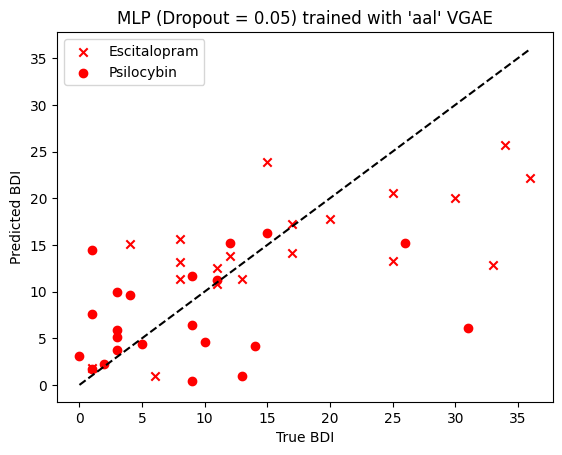 MLP (Dropout = 0.05) trained with 'aal' VGAE
Escitalopram
Psilocybin
Predicted BDI
35
30
25
20
15
10
5
0
0 5 10 15 20 25 30 35
True BDI